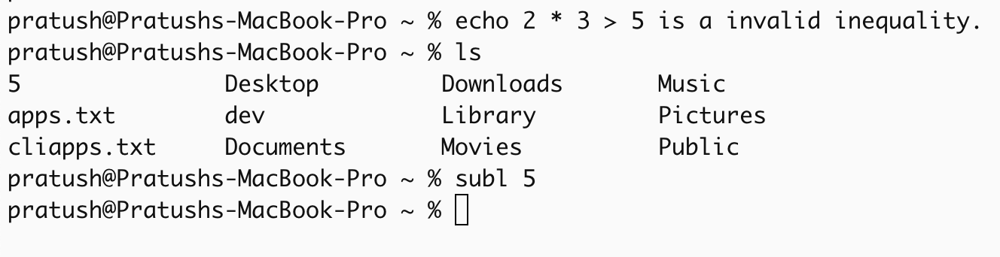 pratush@Pratushs-MacBook-Pro ~ % echo 2 * 3 > 5 is a invalid inequality.
pratush@Pratushs-MacBook-Pro ~ % ls
5 Desktop Downloads Music
apps.txt dev Library Pictures
cliapps.txt Documents Movies Public
pratush@Pratushs-MacBook-Pro ~ % subl 5
pratush@Pratushs-MacBook-Pro ~ %